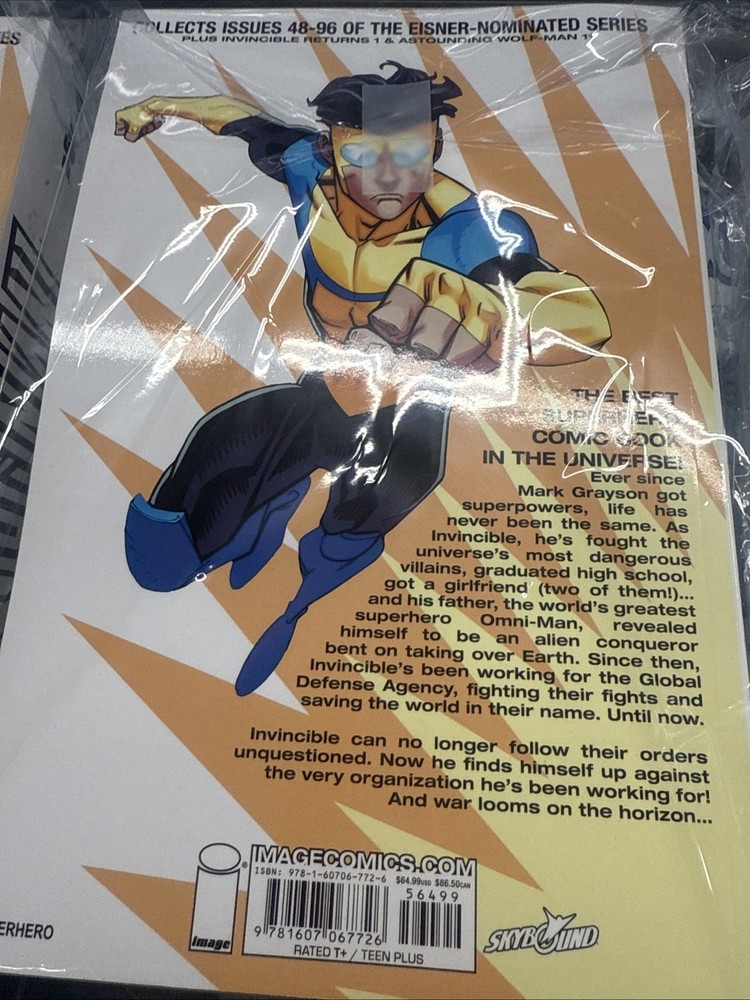 COLLECTS ISSUES 48-96 OF THE EISNER-NOMINATED SERIES
PLUS INVINCIBLE RETURNS 1 & ASTOUNDING WOLF-MAN 11
THE BEST
SUPERHERO
COMIC BOOK
IN THE UNIVERSE!
Ever since
Mark Grayson got
superpowers, life has
never been the same. As
Invincible, he's fought the
universe's most dangerous
villains, graduated high school,
got a girlfriend (two of them!)...
and his father, the world's greatest
superhero Omni-Man, revealed
himself to be an alien conqueror
bent on taking over Earth. Since then,
Invincible's been working for the Global
Defense Agency, fighting their fights and
saving the world in their name. Until now.
Invincible can no longer follow their orders
unquestioned. Now he finds himself up against
the very organization he's been working for!
And war looms on the horizon...
IMAGECOMICS.COM
ISBN: 978-1-60706-772-6 $64.99USD $86.50CAN
56499
9 781607 067726
RATED T+ / TEEN PLUS
image
SKYBOUND
ERHERO